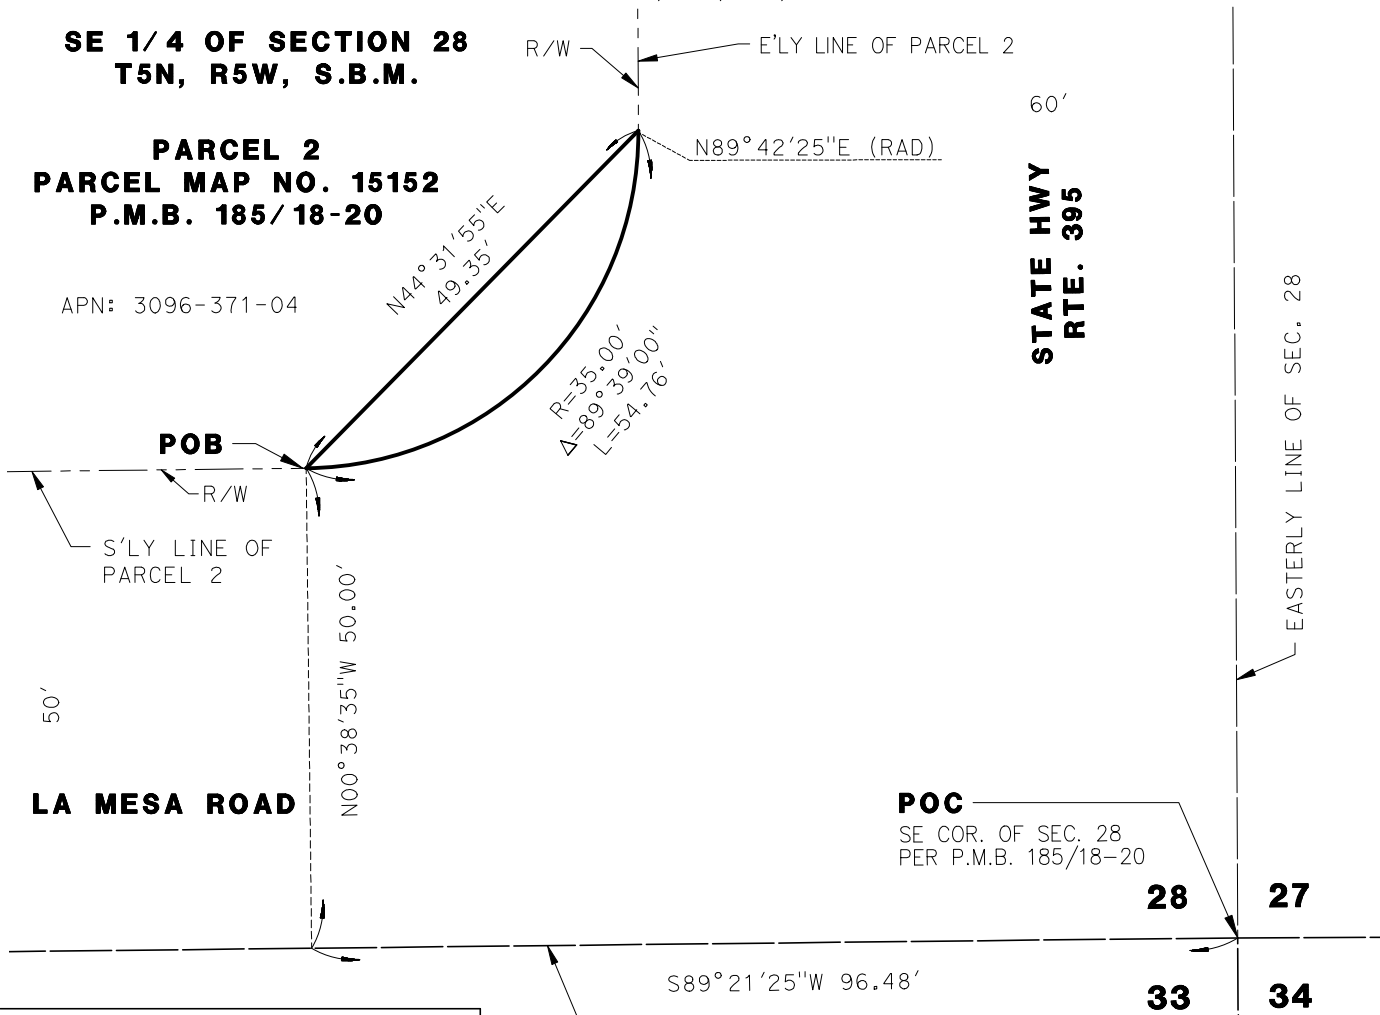 SE 1/4 OF SECTION 28
T5N, R5W, S.B.M.
R/W
E'LY LINE OF PARCEL 2
60'
PARCEL 2
PARCEL MAP NO. 15152
P.M.B. 185/18-20
N89°42'25"E (RAD)
STATE HWY
RTE. 395
N44°31'55"E
49.35'
APN: 3096-371-04
R=35.00'
Δ=89°39'00"
L=54.76'
EASTERLY LINE OF SEC. 28
POB
R/W
S'LY LINE OF
PARCEL 2
N00°38'35"W 50.00'
50'
LA MESA ROAD
POC
SE COR. OF SEC. 28
PER P.M.B. 185/18-20
28
27
S89°21'25"W 96.48'
33
34